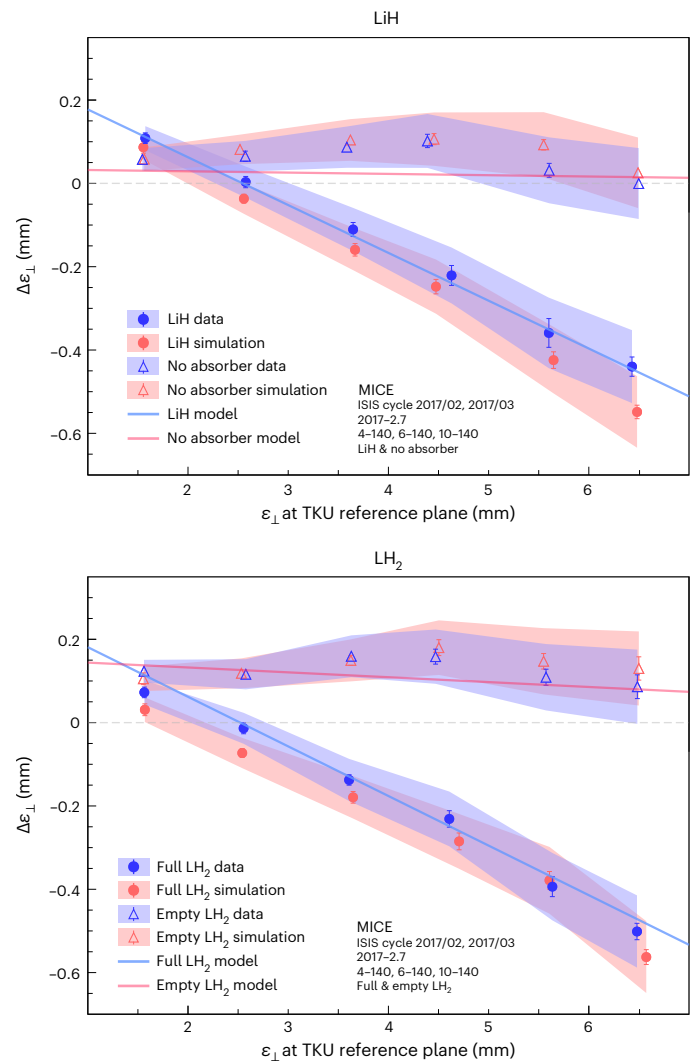 LiH
0.2
0
−0.2
−0.4
−0.6
Δε⊥ (mm)
LiH data
LiH simulation
No absorber data
No absorber simulation
LiH model
No absorber model
MICE
ISIS cycle 2017/02, 2017/03
2017–2.7
4–140, 6–140, 10–140
LiH & no absorber
2 3 4 5 6
ε⊥ at TKU reference plane (mm)
LH2
0.2
0
−0.2
−0.4
−0.6
Δε⊥ (mm)
Full LH2 data
Full LH2 simulation
Empty LH2 data
Empty LH2 simulation
Full LH2 model
Empty LH2 model
MICE
ISIS cycle 2017/02, 2017/03
2017–2.7
4–140, 6–140, 10–140
Full & empty LH2
2 3 4 5 6
ε⊥ at TKU reference plane (mm)